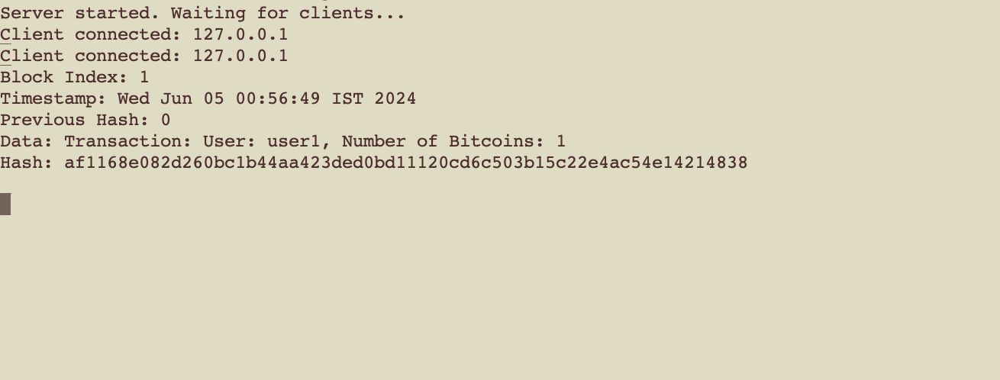 Server started. Waiting for clients...
Client connected: 127.0.0.1
Client connected: 127.0.0.1
Block Index: 1
Timestamp: Wed Jun 05 00:56:49 IST 2024
Previous Hash: 0
Data: Transaction: User: user1, Number of Bitcoins: 1
Hash: af1168e082d260bc1b44aa423ded0bd11120cd6c503b15c22e4ac54e14214838